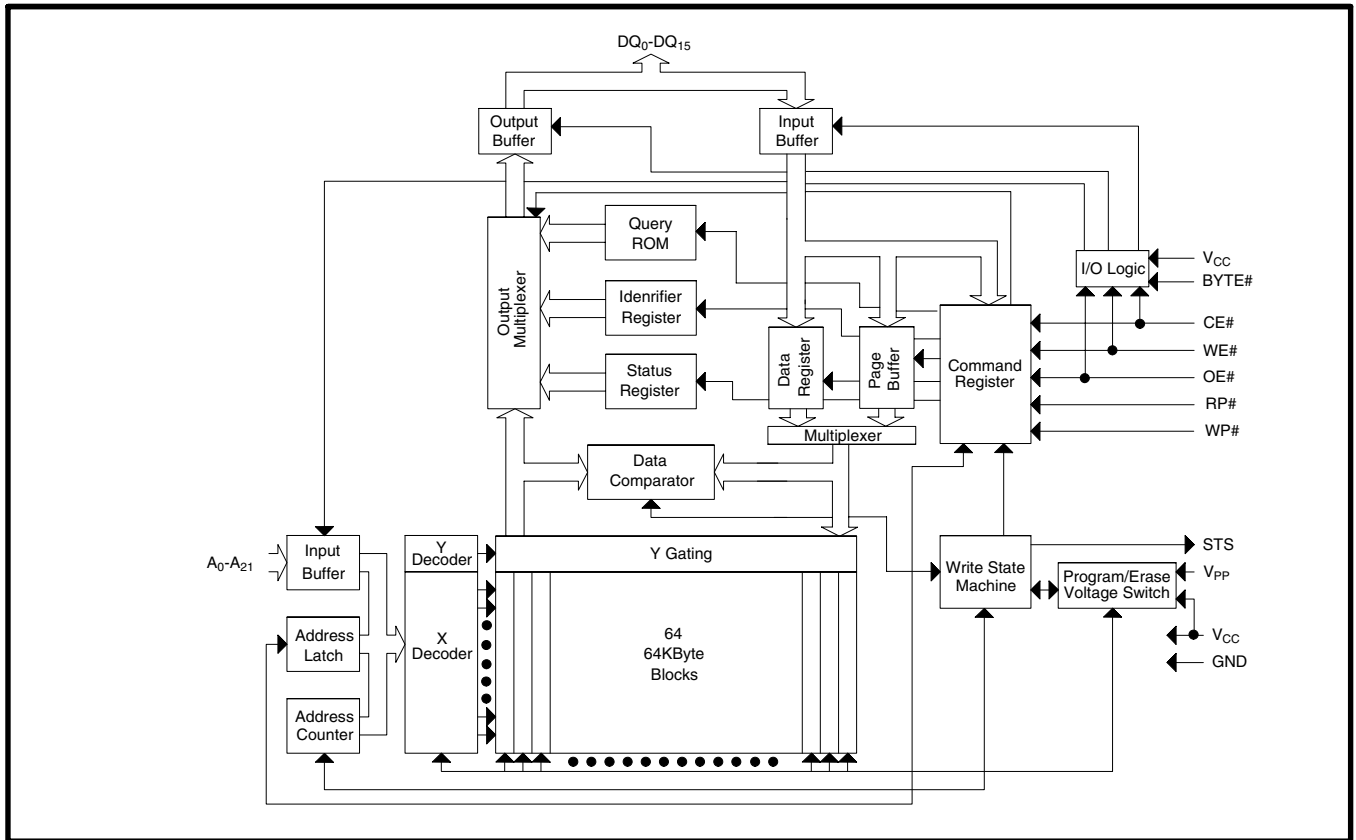 DQ₀-DQ₁₅
Output
Buffer
Input
Buffer
Query
ROM
Output
Multiplexer
I/O Logic
VCC
BYTE#
Idenrifier
Register
Data
Register
Page
Buffer
Command
Register
CE#
WE#
OE#
RP#
WP#
Status
Register
Multiplexer
Data
Comparator
A₀-A₂₁
Input
Buffer
Y
Decoder
Y Gating
Write State
Machine
STS
Program/Erase
Voltage Switch
VPP
Address
Latch
X
Decoder
64
64KByte
Blocks
VCC
GND
Address
Counter